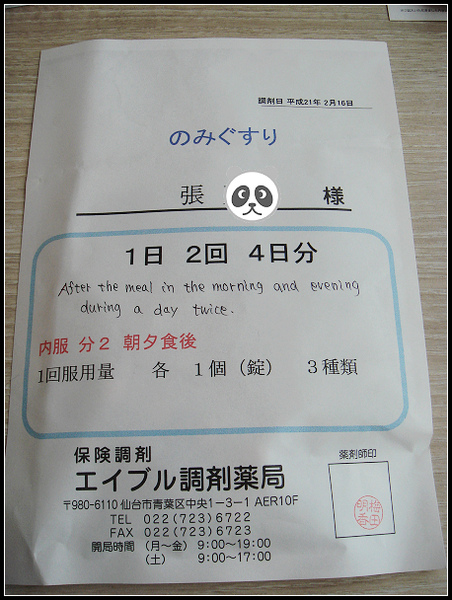 調剤日 平成21年 2月16日
のみぐすり
張 様
1日 2回 4日分
After the meal in the morning and evening
during a day twice.
内服 分2 朝夕食後
1回服用量 各 1個(錠) 3種類
保険調剤
エイブル調剤薬局
〒980-6110 仙台市青葉区中央1-3-1 AER10F
TEL 022(723)6722
FAX 022(723)6723
開局時間 (月〜金) 9:00〜19:00
(土) 9:00〜17:00
薬剤師印
梅田
明香